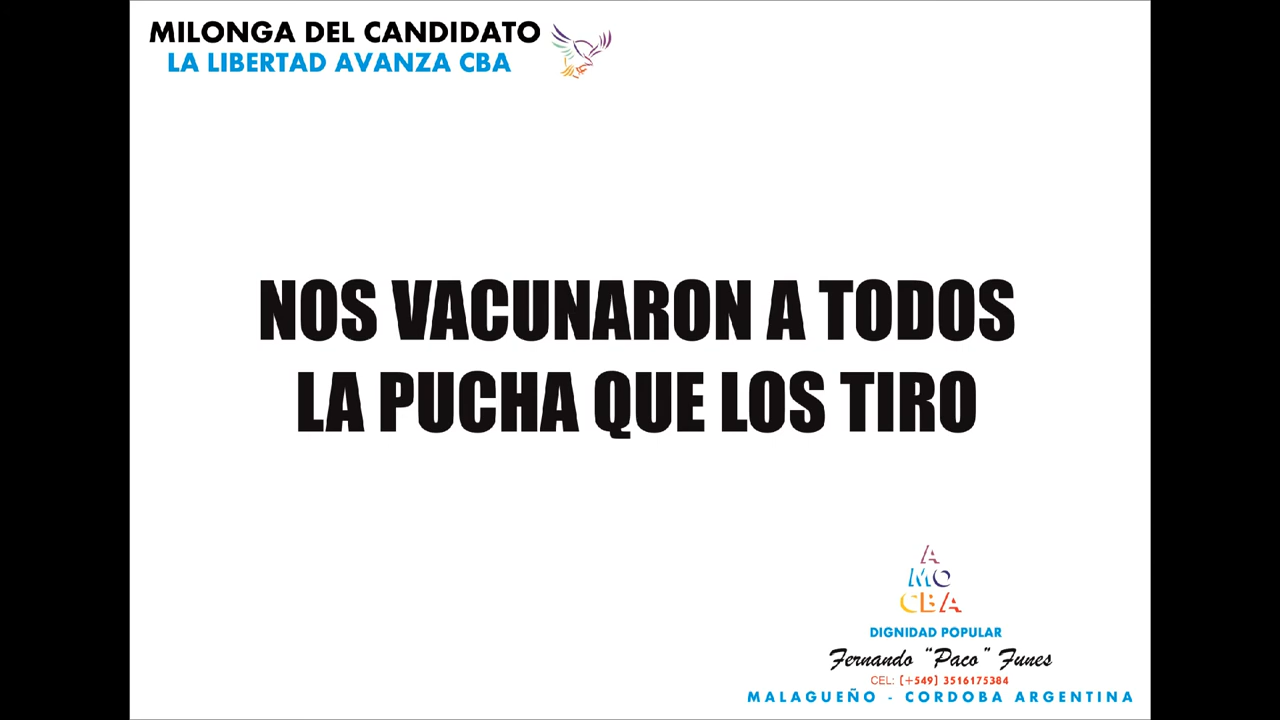 MILONGA DEL CANDIDATO
LA LIBERTAD AVANZA CBA
NOS VACUNARON A TODOS
LA PUCHA QUE LOS TIRO
A
MO
CBA
DIGNIDAD POPULAR
Fernando "Paco" Funes
CEL: (+549) 3516175384
MALAGUEÑO - CORDOBA ARGENTINA